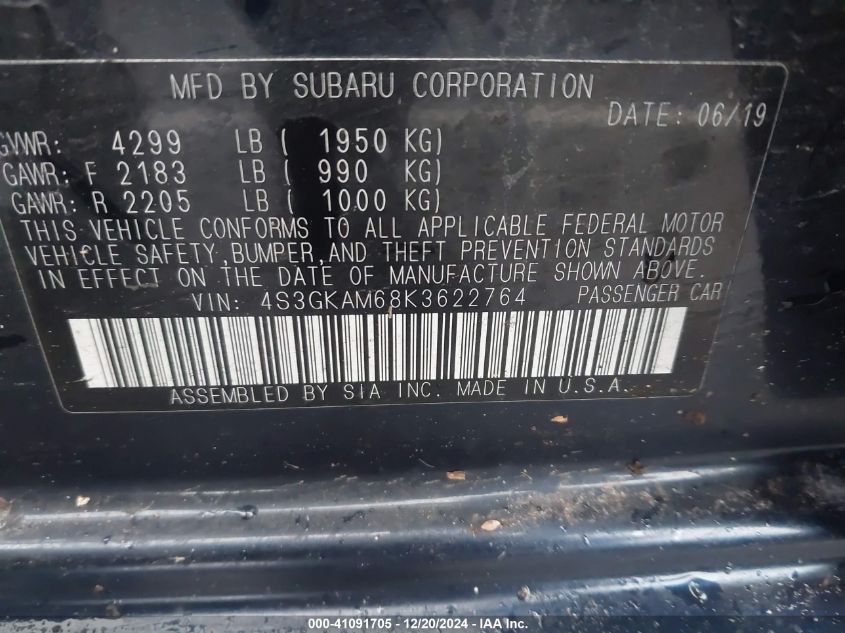 MFD BY SUBARU CORPORATION
DATE: 06/19
GVWR: 4299 LB ( 1950 KG)
GAWR: F 2183 LB ( 990 KG)
GAWR: R 2205 LB ( 1000 KG)
THIS VEHICLE CONFORMS TO ALL APPLICABLE FEDERAL MOTOR
VEHICLE SAFETY,BUMPER,AND THEFT PREVENTION STANDARDS
IN EFFECT ON THE DATE OF MANUFACTURE SHOWN ABOVE.
VIN: 4S3GKAM68K3622764 PASSENGER CAR
ASSEMBLED BY SIA INC. MADE IN U.S.A.
000-41091705 - 12/20/2024 - IAA Inc.